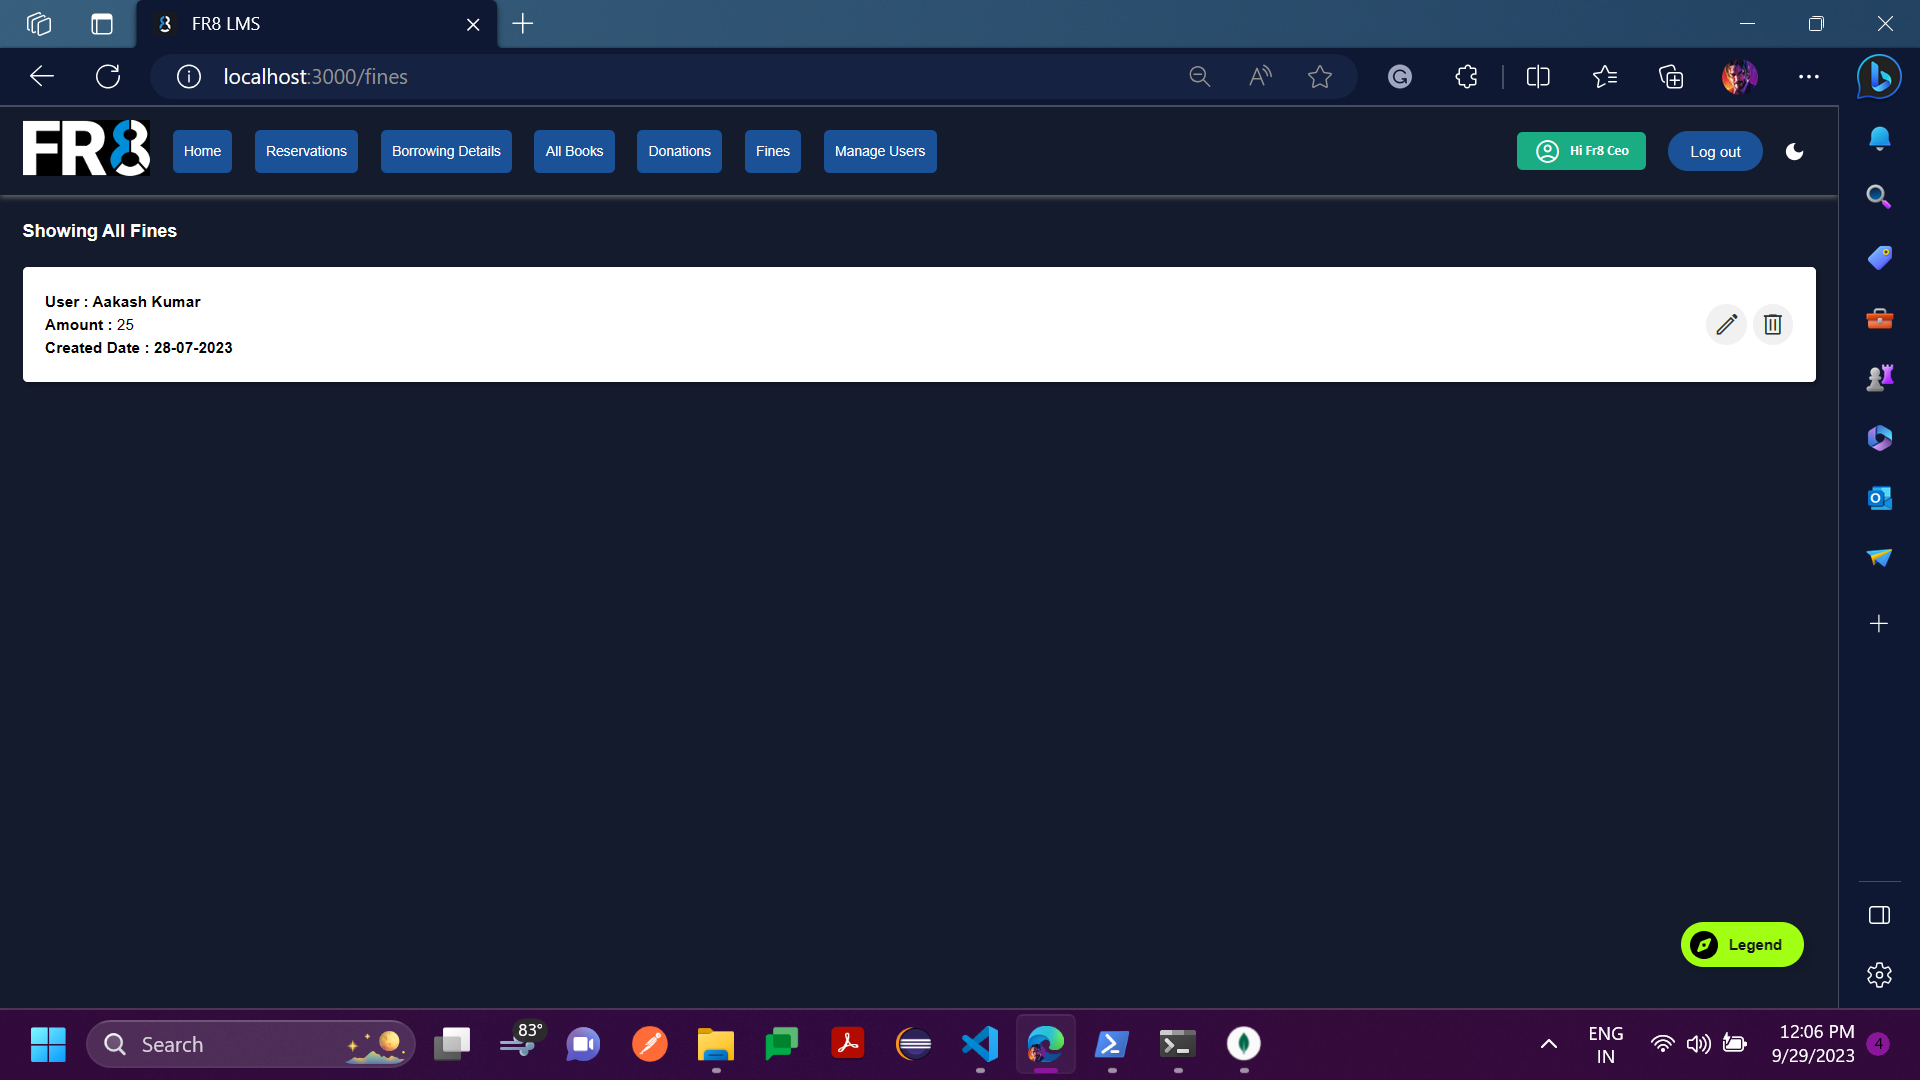 FR8 LMS
localhost:3000/fines
FR8
Home
Reservations
Borrowing Details
All Books
Donations
Fines
Manage Users
Hi Fr8 Ceo
Log out
Showing All Fines
User : Aakash Kumar
Amount : 25
Created Date : 28-07-2023
Legend
Search
83°
ENG
IN
12:06 PM
9/29/2023
4